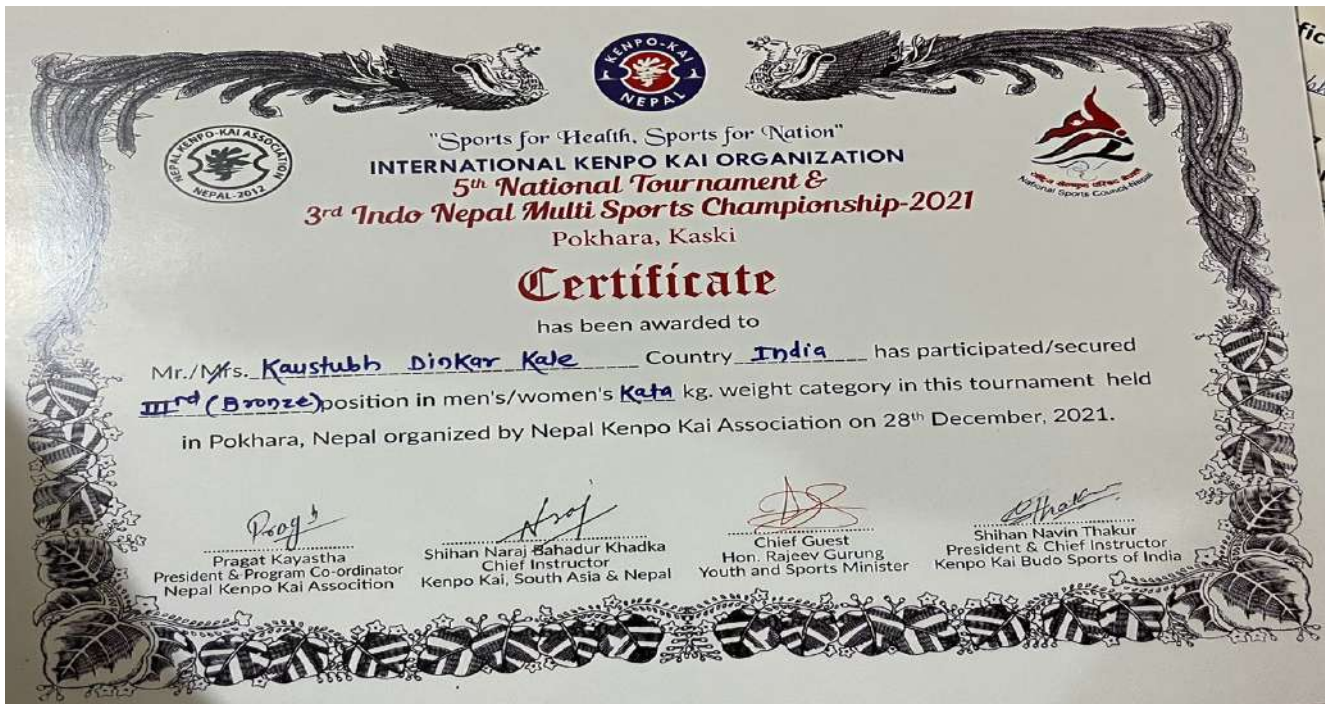 KENPO-KAI
NEPAL
NEPAL KENPO-KAI ASSOCIATION
NEPAL-2012
"Sports for Health, Sports for Nation"
INTERNATIONAL KENPO KAI ORGANIZATION
5th National Tournament &
3rd Indo Nepal Multi Sports Championship-2021
Pokhara, Kaski
National Sports Council-Nepal
Certificate
has been awarded to
Mr./Mrs. Kaustubh Dinkar Kale Country India has participated/secured
IIIrd (Bronze) position in men's/women's Kata kg. weight category in this tournament held
in Pokhara, Nepal organized by Nepal Kenpo Kai Association on 28th December, 2021.
Pragat Kayastha
President & Program Co-ordinator
Nepal Kenpo Kai Assocition
Shihan Naraj Bahadur Khadka
Chief Instructor
Kenpo Kai, South Asia & Nepal
Chief Guest
Hon. Rajeev Gurung
Youth and Sports Minister
Shihan Navin Thakur
President & Chief Instructor
Kenpo Kai Budo Sports of India